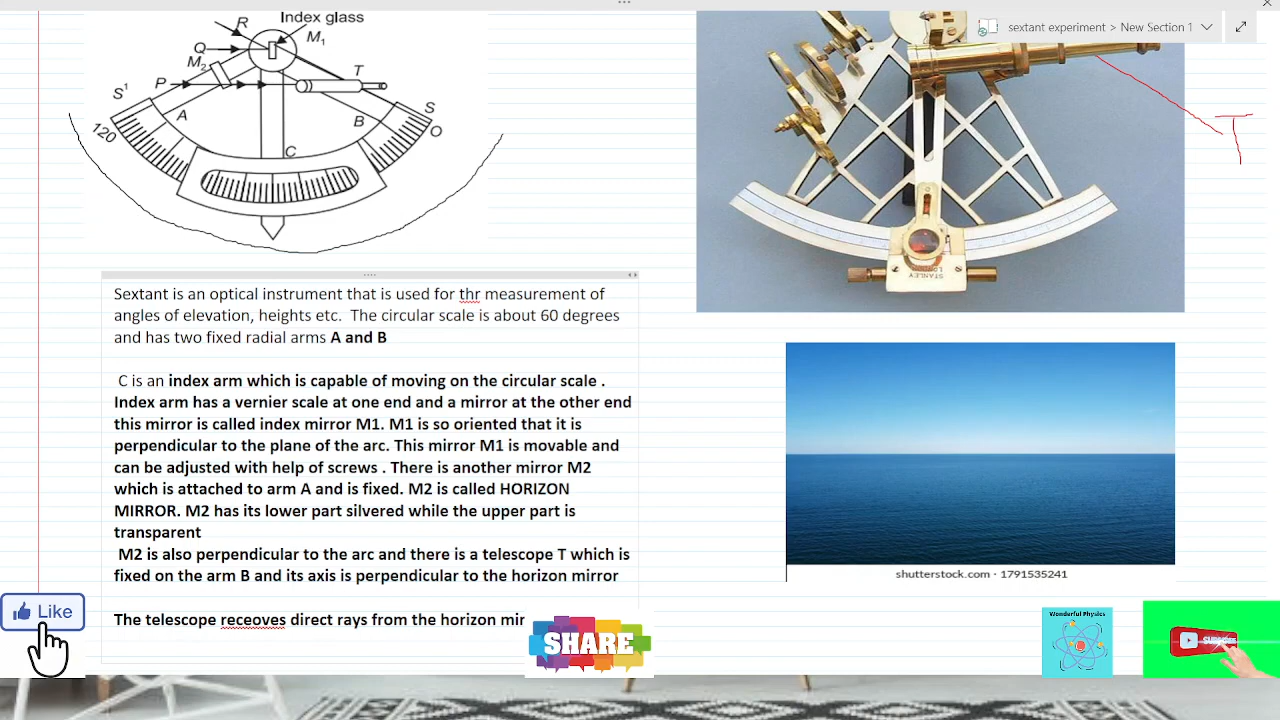 R
Index glass
M1
Q
M2
P
T
S1
A
B
S
120
O
C
sextant experiment > New Section 1
T
STANLEY
Sextant is an optical instrument that is used for thr measurement of
angles of elevation, heights etc. The circular scale is about 60 degrees
and has two fixed radial arms A and B
C is an index arm which is capable of moving on the circular scale .
Index arm has a vernier scale at one end and a mirror at the other end
this mirror is called index mirror M1. M1 is so oriented that it is
perpendicular to the plane of the arc. This mirror M1 is movable and
can be adjusted with help of screws . There is another mirror M2
which is attached to arm A and is fixed. M2 is called HORIZON
MIRROR. M2 has its lower part silvered while the upper part is
transparent
M2 is also perpendicular to the arc and there is a telescope T which is
fixed on the arm B and its axis is perpendicular to the horizon mirror
The telescope receoves direct rays from the horizon mir
shutterstock.com · 1791535241
Like
SHARE
Wonderful Physics